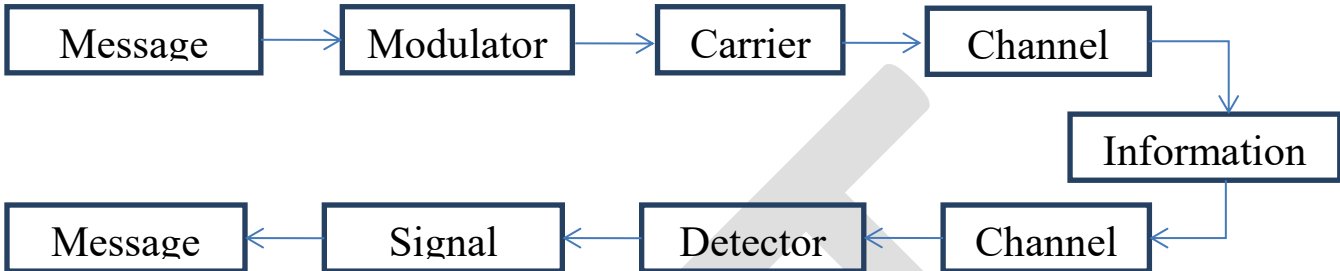 Message Modulator Carrier Channel
Information
Message Signal Detector Channel